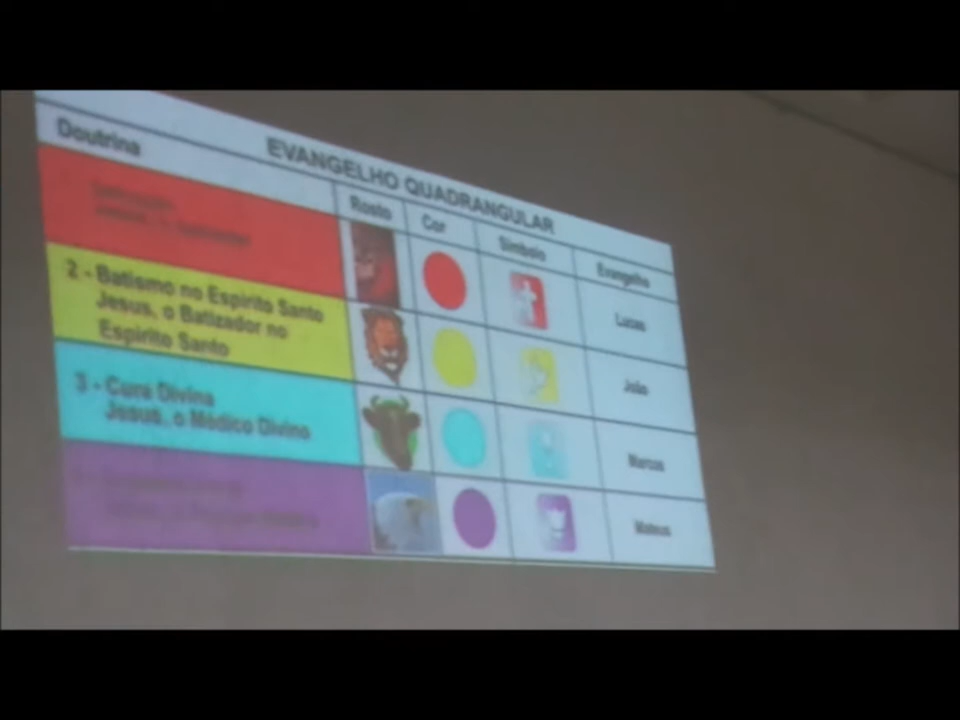 EVANGELHO QUADRANGULAR
Doutrina
Rosto
Cor
Símbolo
Evangelho
Lucas
2 - Batismo no Espírito Santo
Jesus, o Batizador no
Espírito Santo
João
3 - Cura Divina
Jesus, o Médico Divino
Marcos
Mateus